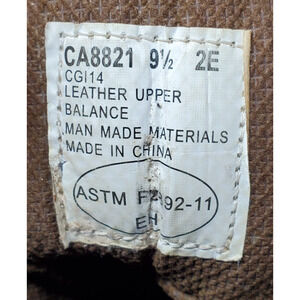 CA8821 9½ 2E
CGI14
LEATHER UPPER
BALANCE
MAN MADE MATERIALS
MADE IN CHINA
ASTM F2892-11
EH